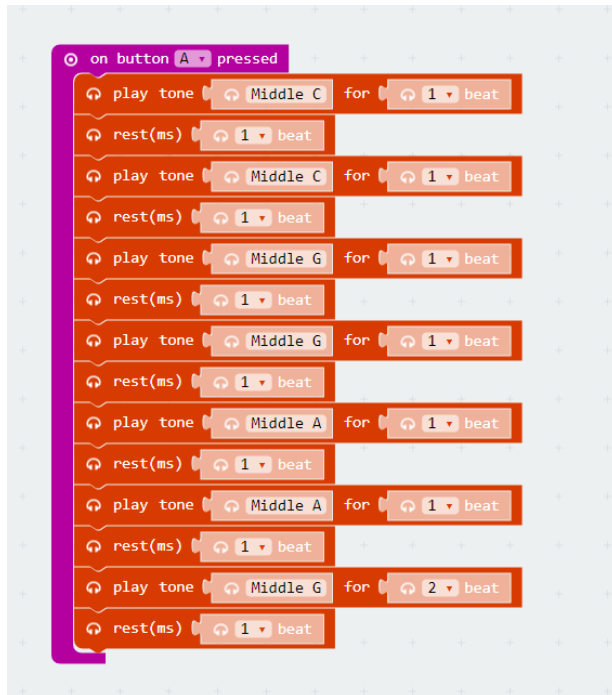 on button A pressed
play tone Middle C for 1 beat
rest(ms) 1 beat
play tone Middle C for 1 beat
rest(ms) 1 beat
play tone Middle G for 1 beat
rest(ms) 1 beat
play tone Middle G for 1 beat
rest(ms) 1 beat
play tone Middle A for 1 beat
rest(ms) 1 beat
play tone Middle A for 1 beat
rest(ms) 1 beat
play tone Middle G for 2 beat
rest(ms) 1 beat